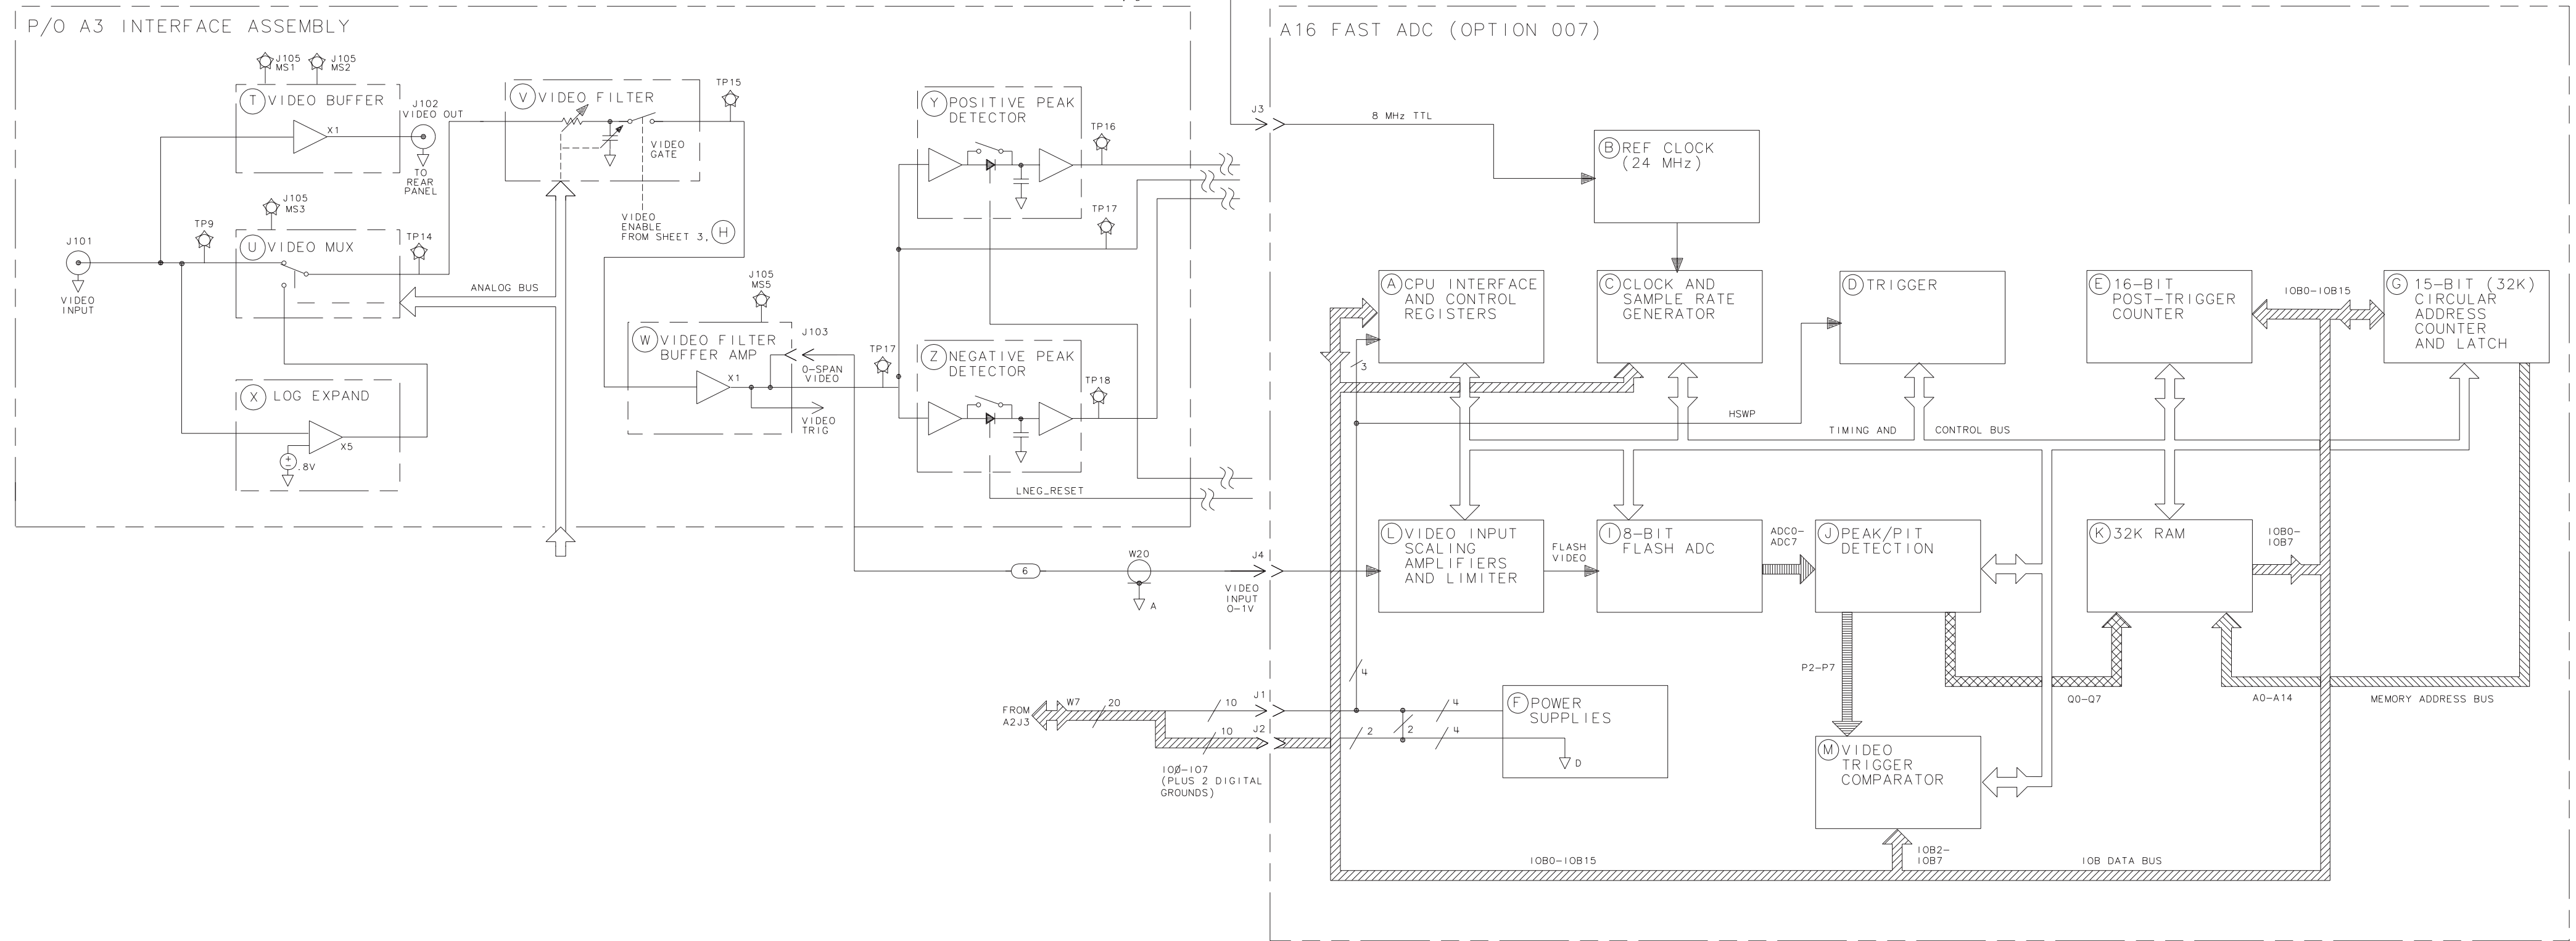 P/O A3 INTERFACE ASSEMBLY
J105
MS1
J105
MS2
T VIDEO BUFFER
X1
J102
VIDEO OUT
TO
REAR
PANEL
J101
VIDEO
INPUT
TP9
J105
MS3
U VIDEO MUX
TP14
X LOG EXPAND
X5
+
−
.8V
ANALOG BUS
V VIDEO FILTER
VIDEO
GATE
TP15
VIDEO
ENABLE
FROM SHEET 3, H
J105
MS5
W VIDEO FILTER
BUFFER AMP
X1
J103
0-SPAN
VIDEO
VIDEO
TRIG
TP17
Y POSITIVE PEAK
DETECTOR
TP16
TP17
Z NEGATIVE PEAK
DETECTOR
TP18
LNEG_RESET
6
W20
A
J4
VIDEO
INPUT
0-1V
FROM
A2J3
W7
20
10
J1
10
J2
IOØ-IO7
(PLUS 2 DIGITAL
GROUNDS)
A16 FAST ADC (OPTION 007)
J3
8 MHz TTL
B REF CLOCK
(24 MHz)
A CPU INTERFACE
AND CONTROL
REGISTERS
3
C CLOCK AND
SAMPLE RATE
GENERATOR
D TRIGGER
E 16-BIT
POST-TRIGGER
COUNTER
IOB0-IOB15
G 15-BIT (32K)
CIRCULAR
ADDRESS
COUNTER
AND LATCH
HSWP
TIMING AND CONTROL BUS
L VIDEO INPUT
SCALING
AMPLIFIERS
AND LIMITER
FLASH
VIDEO
I 8-BIT
FLASH ADC
ADC0-
ADC7
J PEAK/PIT
DETECTION
K 32K RAM
IOB0-
IOB7
4
P2-P7
Q0-Q7
A0-A14
MEMORY ADDRESS BUS
4
2
2
4
F POWER
SUPPLIES
D
M VIDEO
TRIGGER
COMPARATOR
IOB0-IOB15
IOB2-
IOB7
IOB DATA BUS